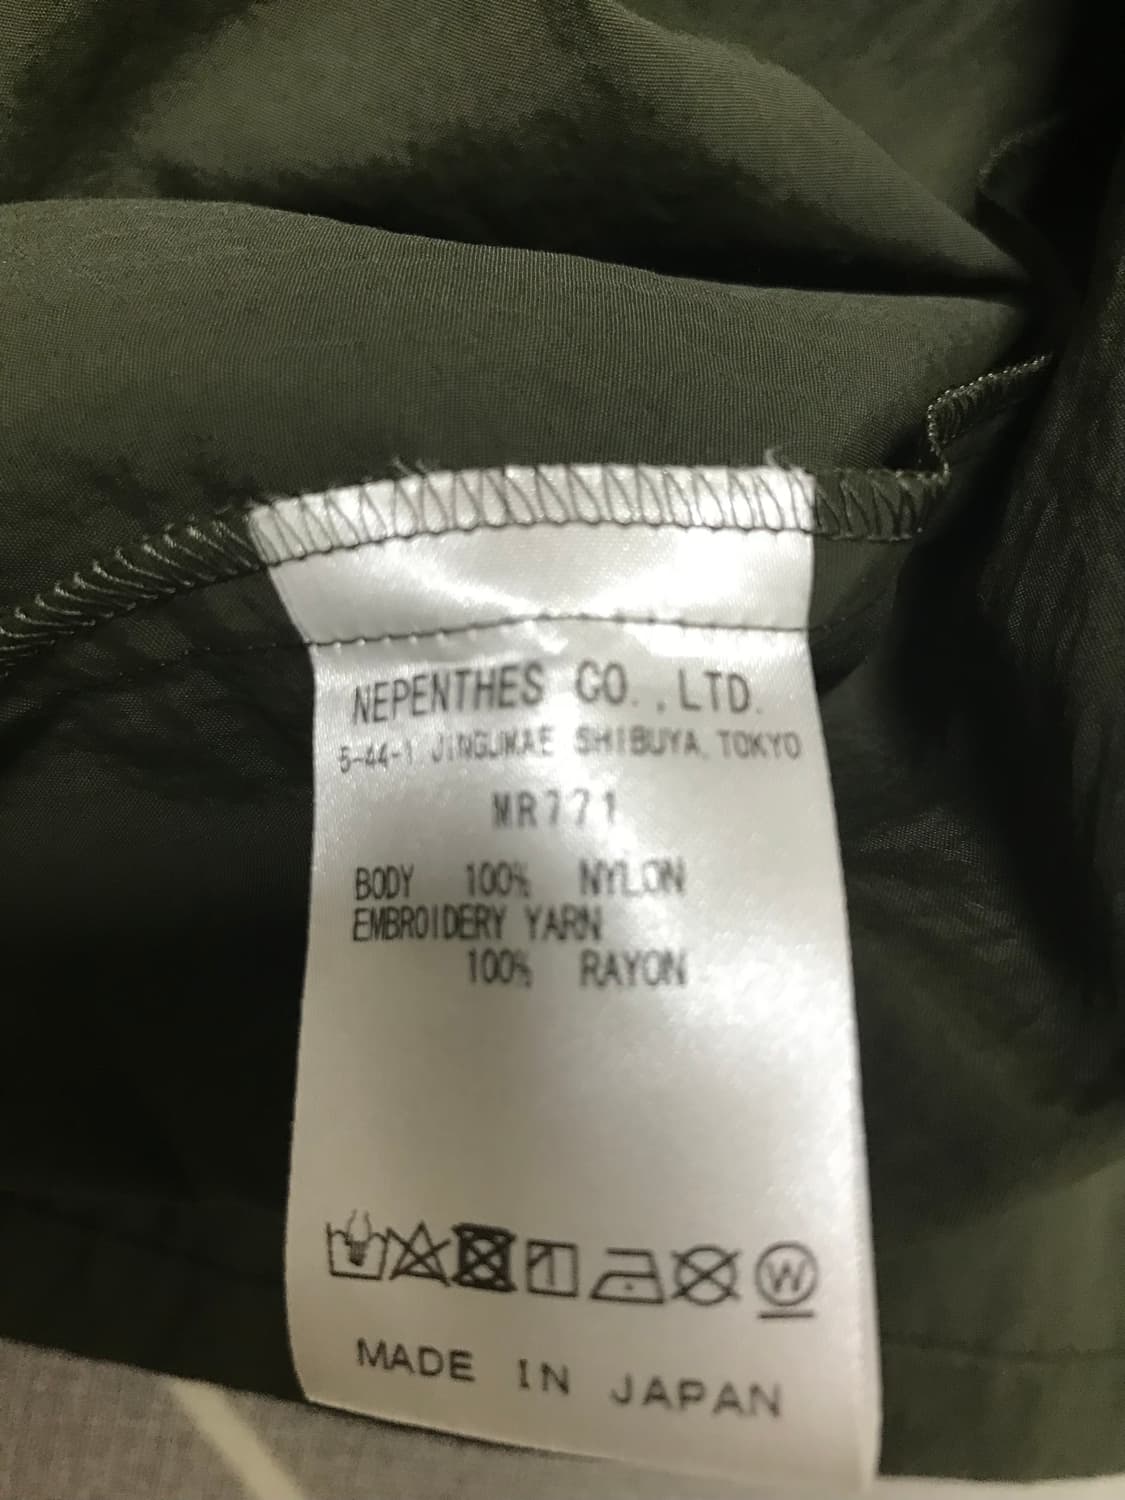 NEPENTHES CO.,LTD.
5-44-1 JINGUMAE SHIBUYA, TOKYO
MR771
BODY 100% NYLON
EMBROIDERY YARN
100% RAYON
W
MADE IN JAPAN